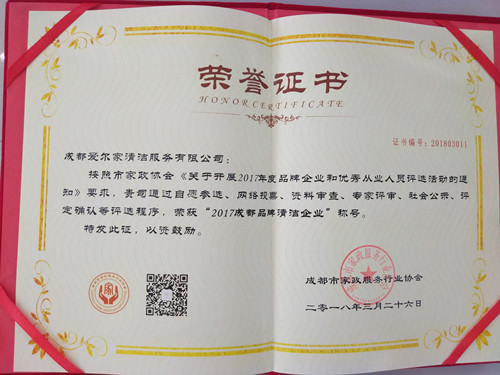 荣誉证书
HONOR CERTIFICATE
证书编号：201803011
成都爱尔家清洁服务有限公司：
按照市家政协会《关于开展2017年度品牌企业和优秀从业人员评选活动的通
知》要求，贵司通过自愿参选、网络投票、资料审查、专家评审、社会公示、评
定确认等评选程序，荣获“2017成都品牌清洁企业”称号。
特发此证，以资鼓励。
成都市家政服务行业协会
二零一八年三月二十六日